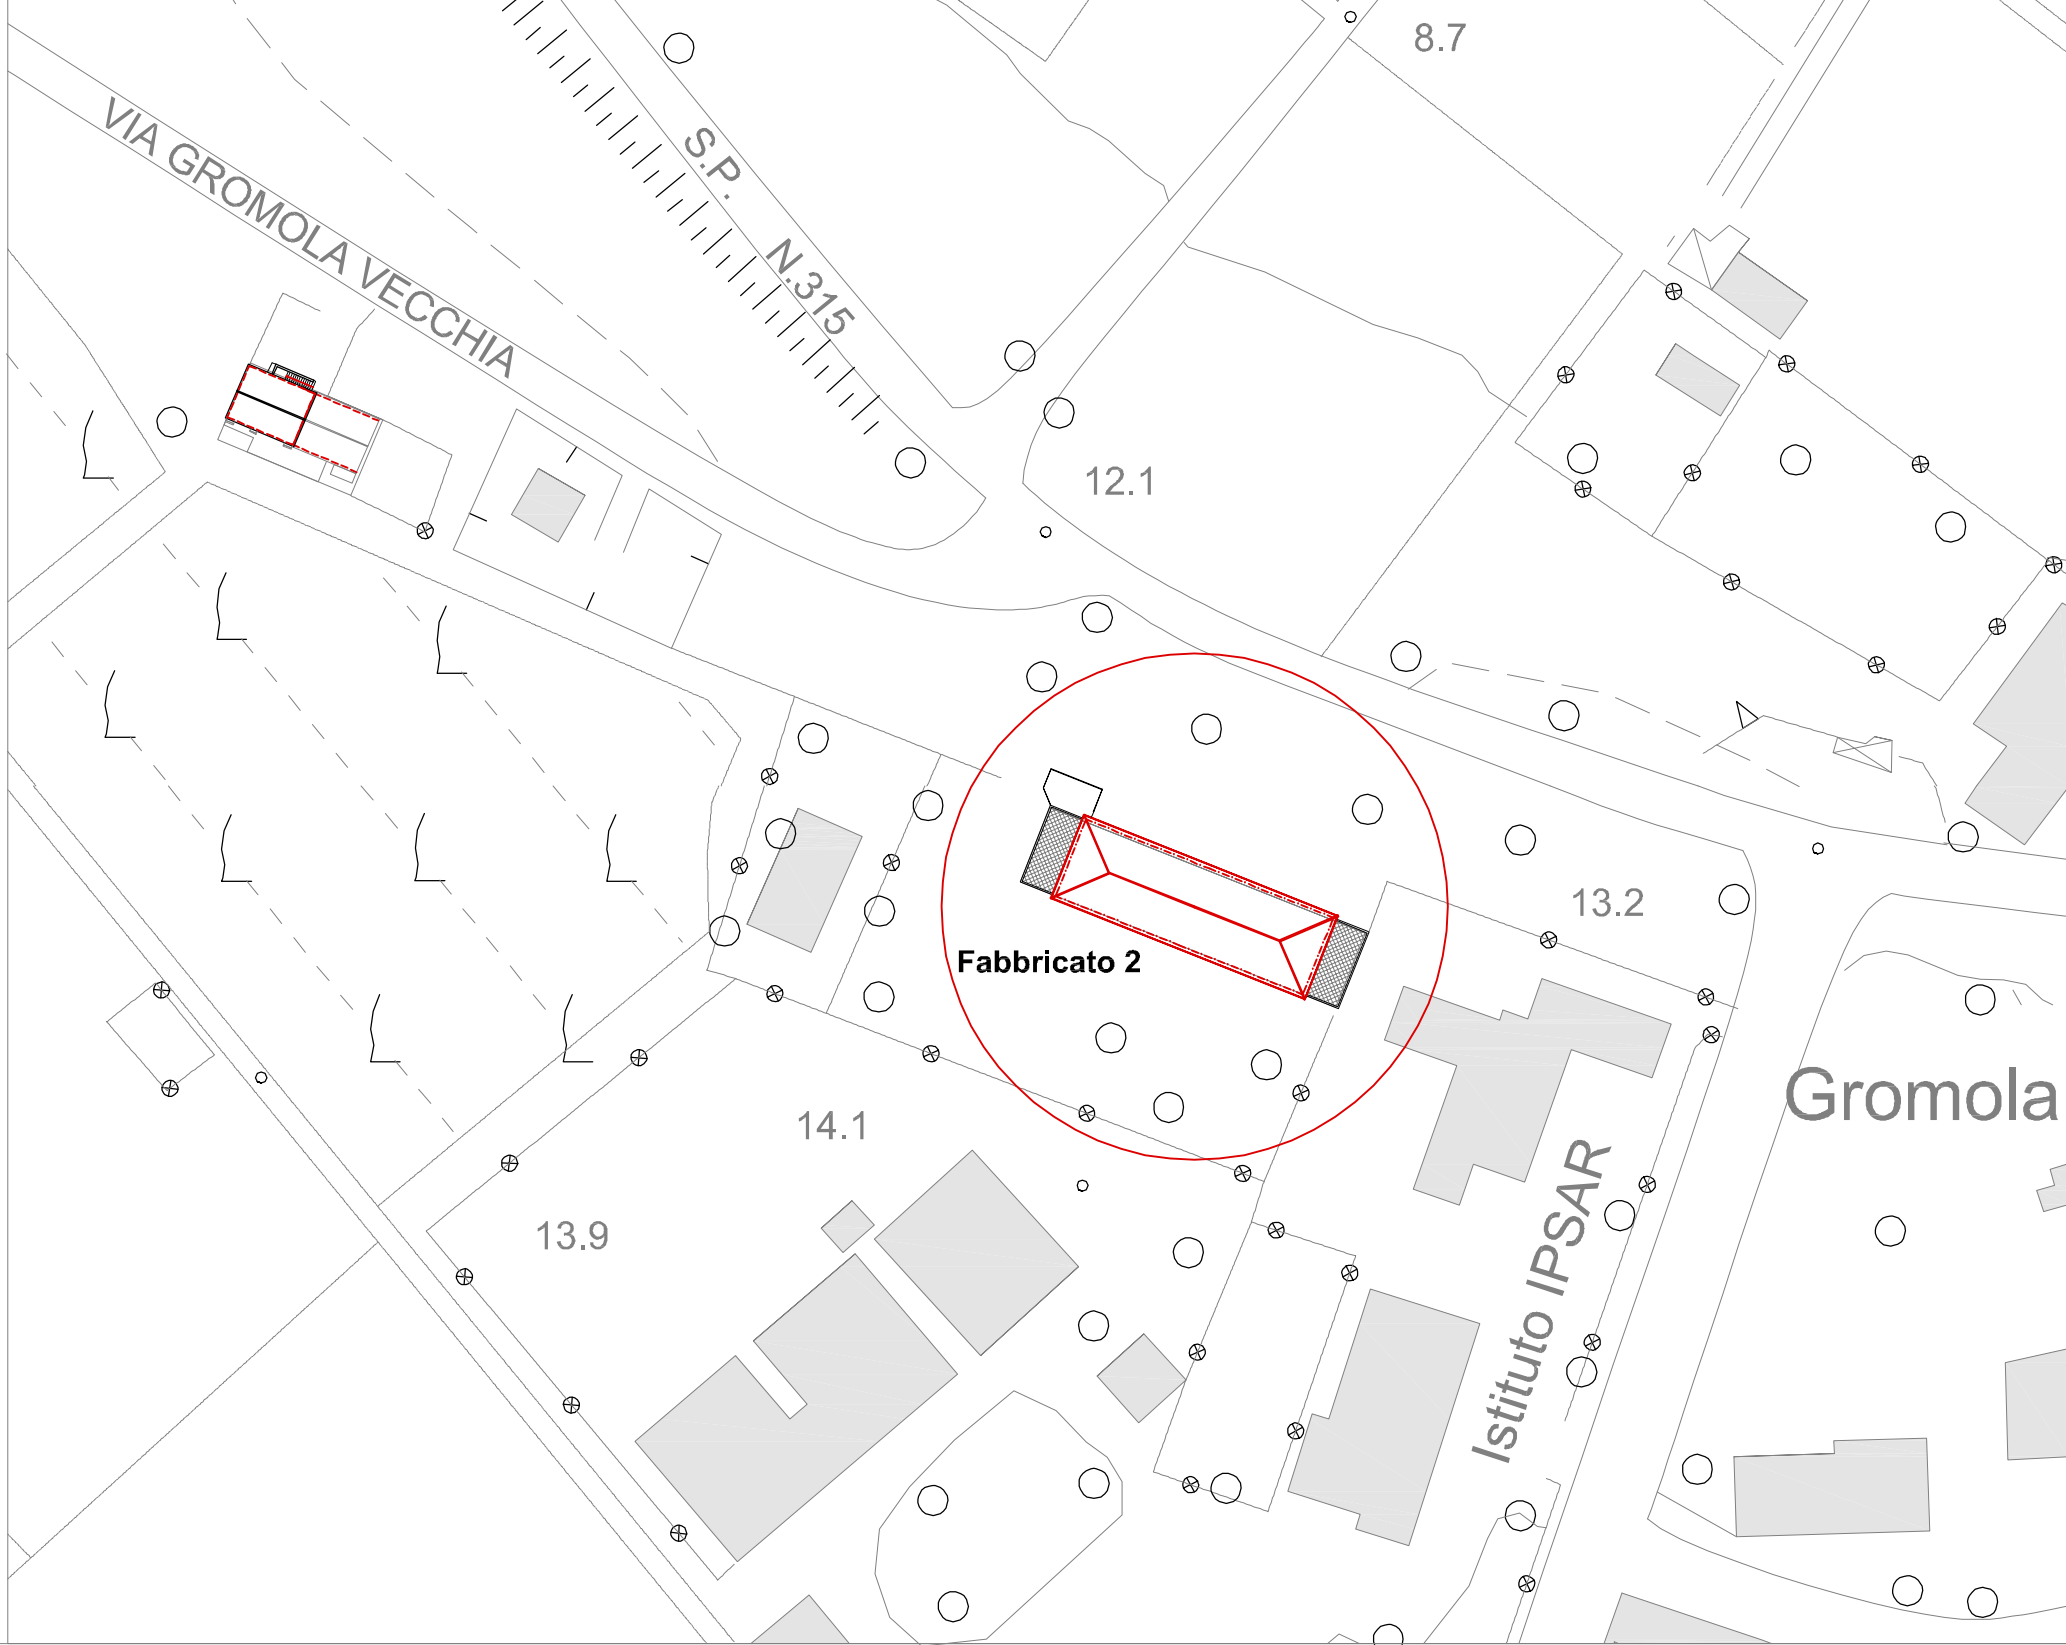 8.7
VIA GROMOLA VECCHIA
S.P. N.315
12.1
13.2
Fabbricato 2
Gromola
14.1
13.9
Istituto IPSAR